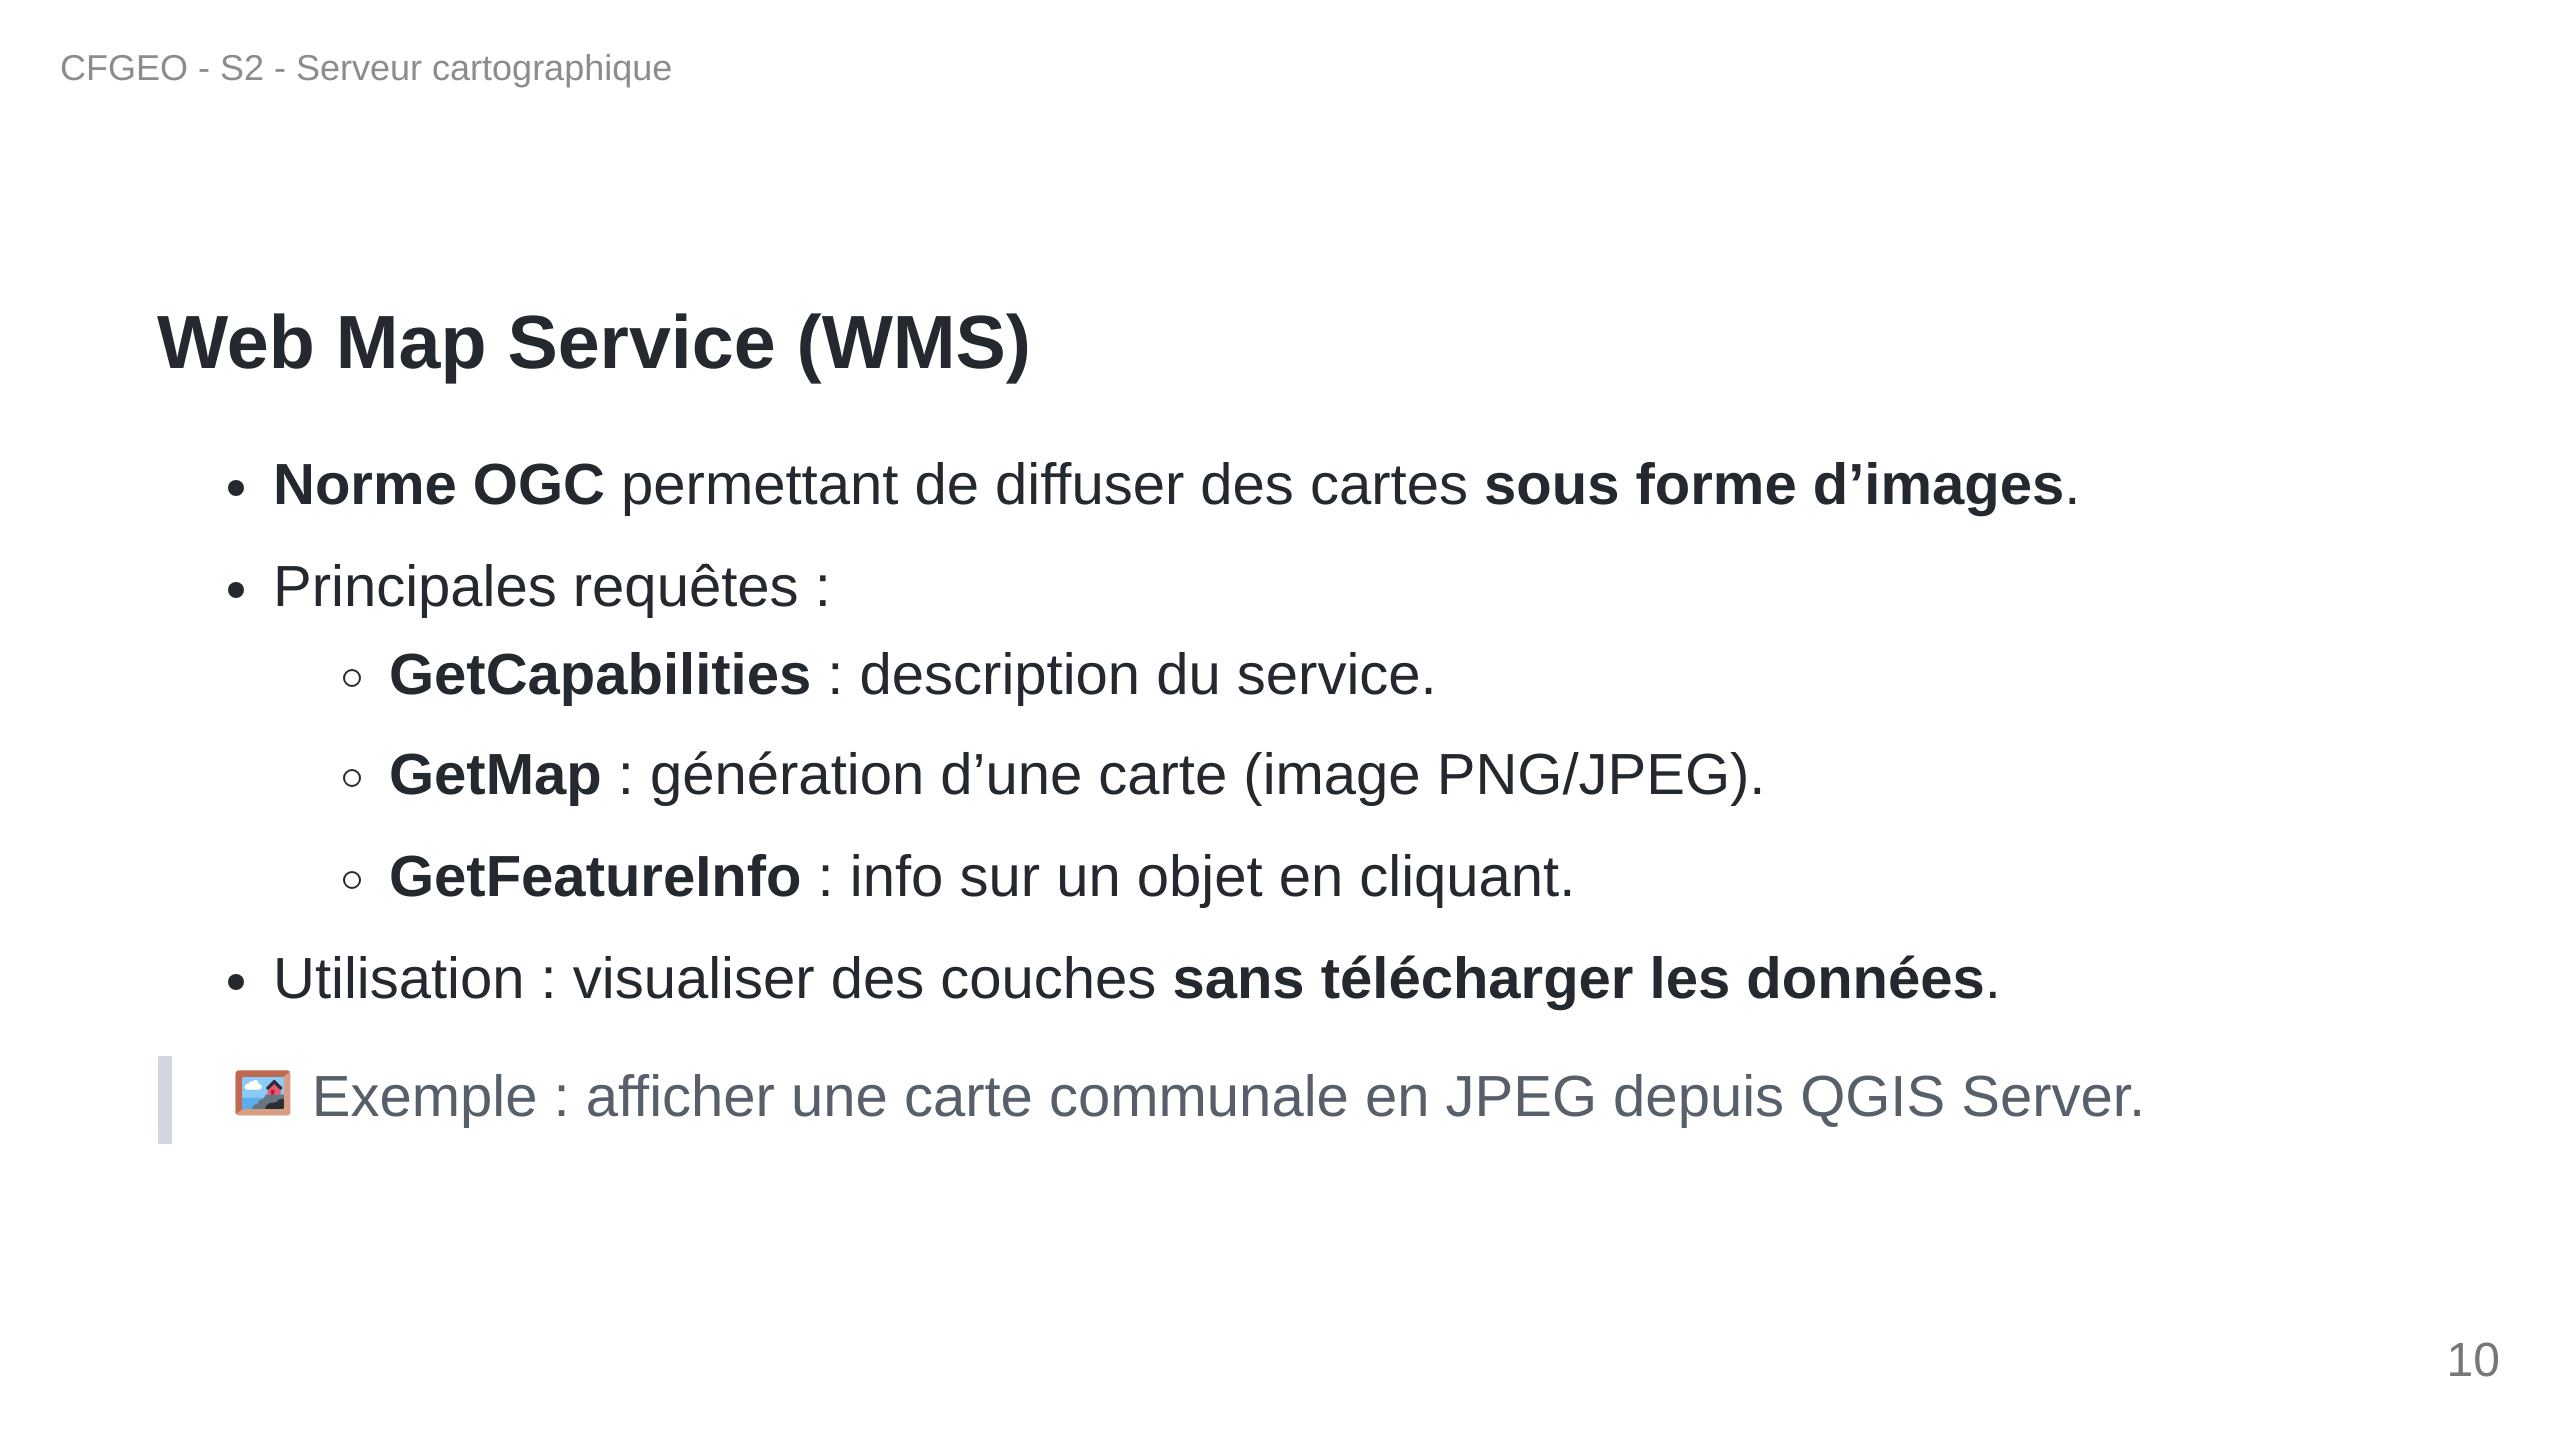 CFGEO - S2 - Serveur cartographique
Web Map Service (WMS)
• Norme OGC permettant de diffuser des cartes sous forme d’images.
• Principales requêtes :
◦ GetCapabilities : description du service.
◦ GetMap : génération d’une carte (image PNG/JPEG).
◦ GetFeatureInfo : info sur un objet en cliquant.
• Utilisation : visualiser des couches sans télécharger les données.
🖼️ Exemple : afficher une carte communale en JPEG depuis QGIS Server.
10